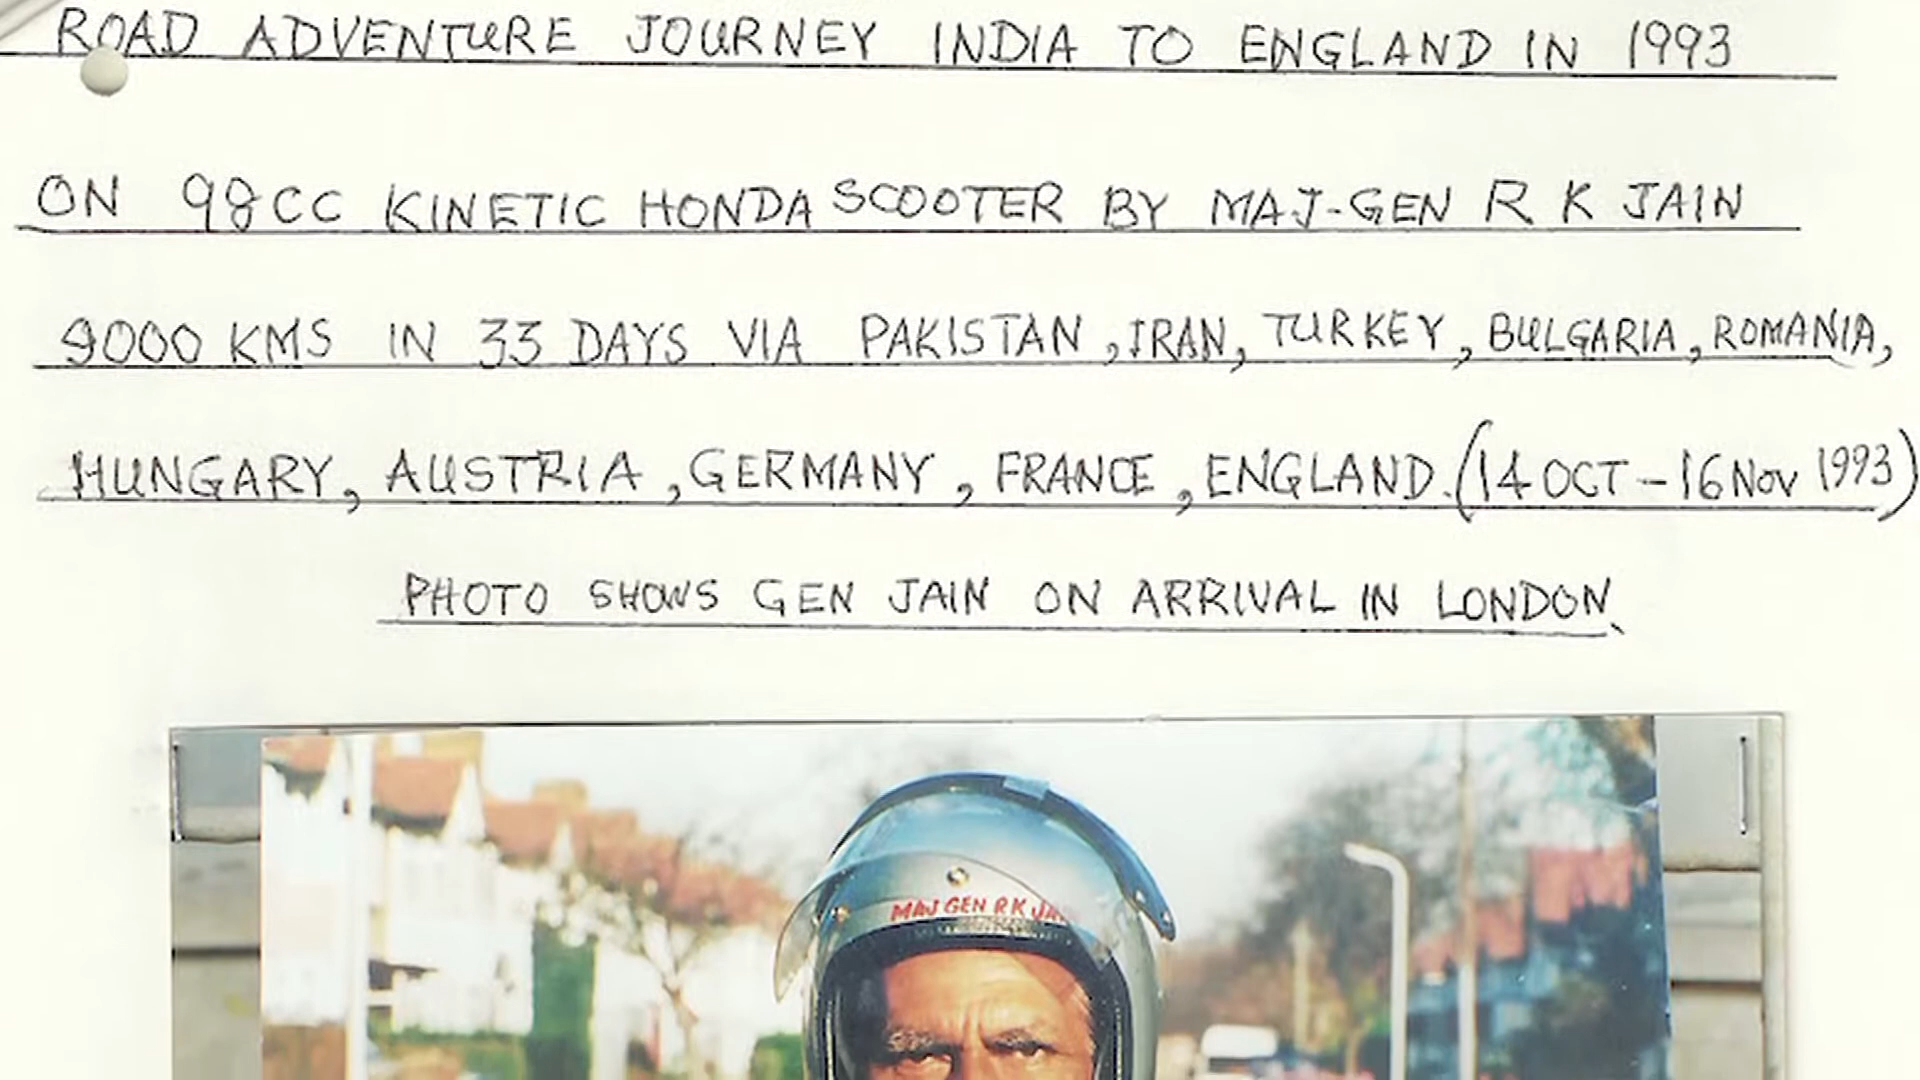 ROAD ADVENTURE JOURNEY INDIA TO ENGLAND IN 1993
ON 98CC KINETIC HONDA SCOOTER BY MAJ-GEN R K JAIN
9000 KMS IN 33 DAYS VIA PAKISTAN, IRAN, TURKEY, BULGARIA, ROMANIA,
HUNGARY, AUSTRIA, GERMANY, FRANCE, ENGLAND. (14 OCT - 16 Nov 1993)
PHOTO SHOWS GEN JAIN ON ARRIVAL IN LONDON.
MAJ GEN R K JAIN